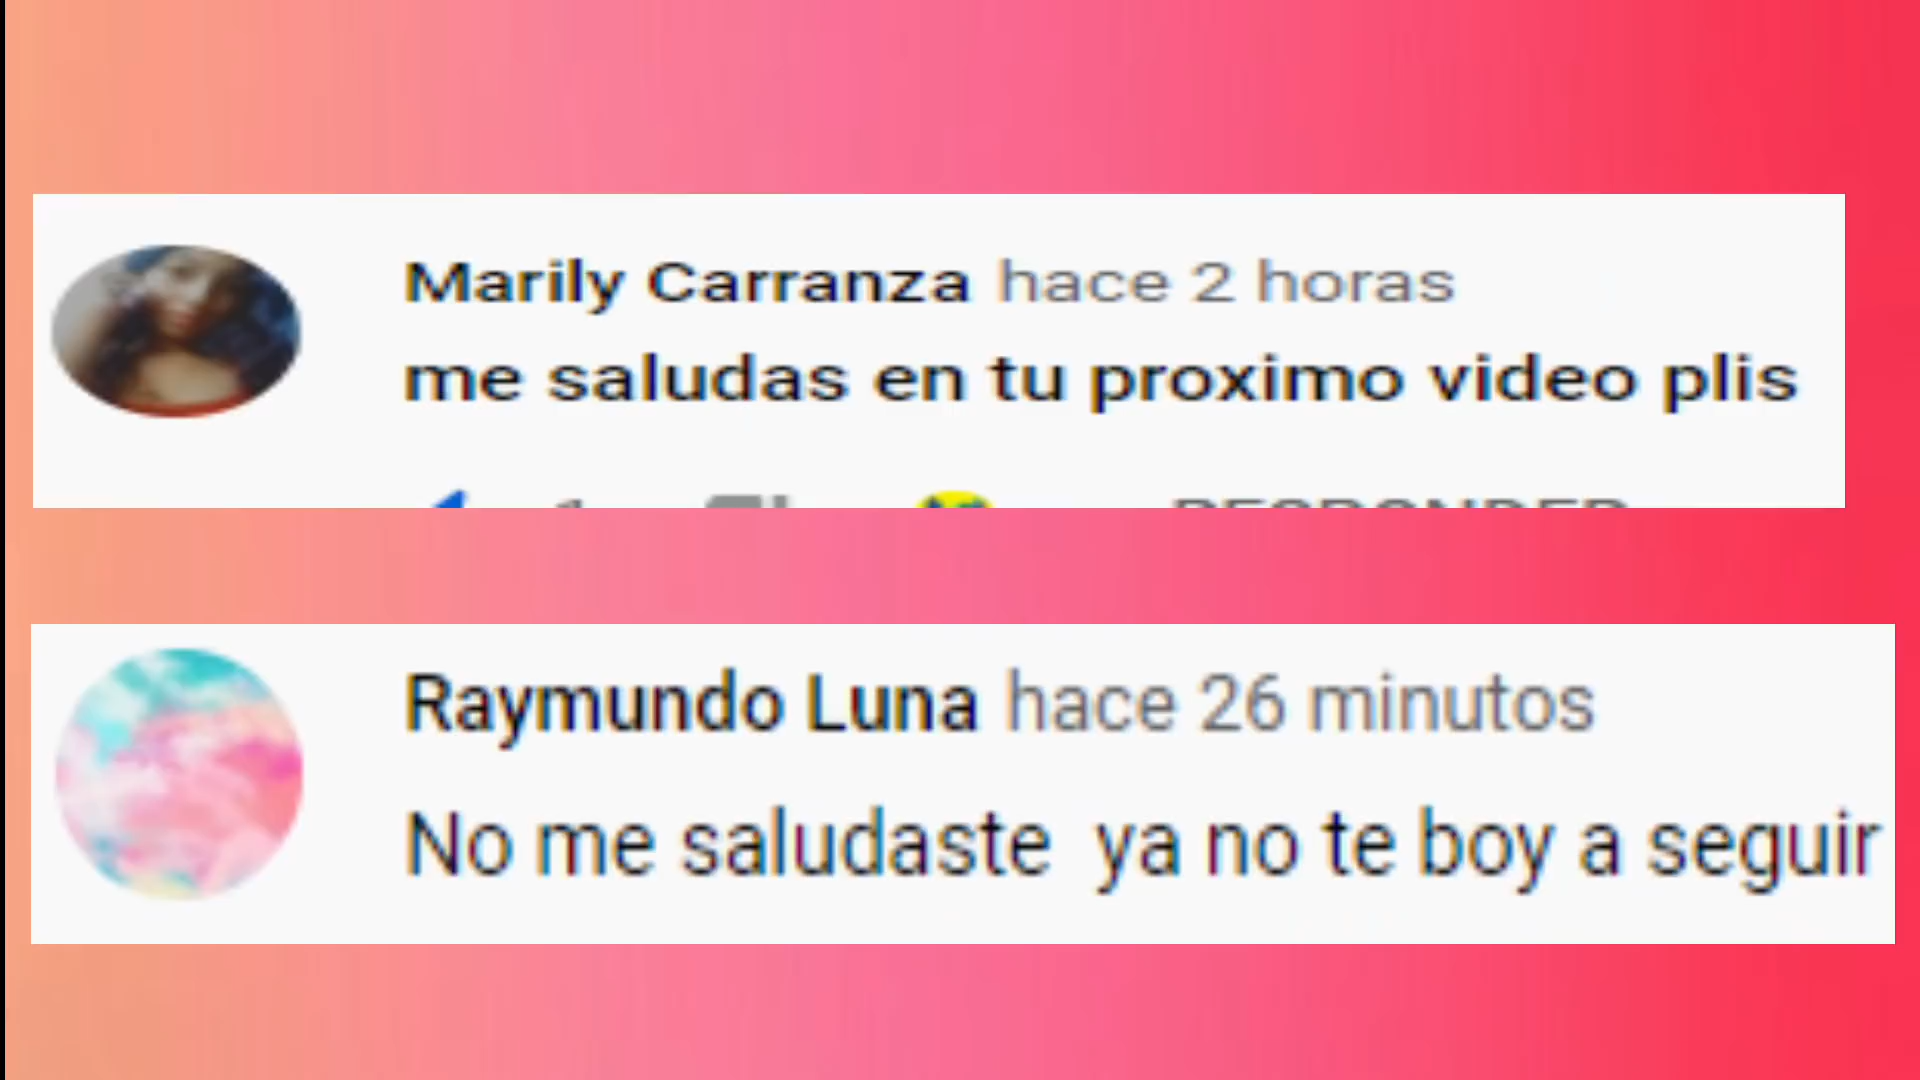 Marily Carranza hace 2 horas
me saludas en tu proximo video plis
RESPONDER
Raymundo Luna hace 26 minutos
No me saludaste ya no te boy a seguir